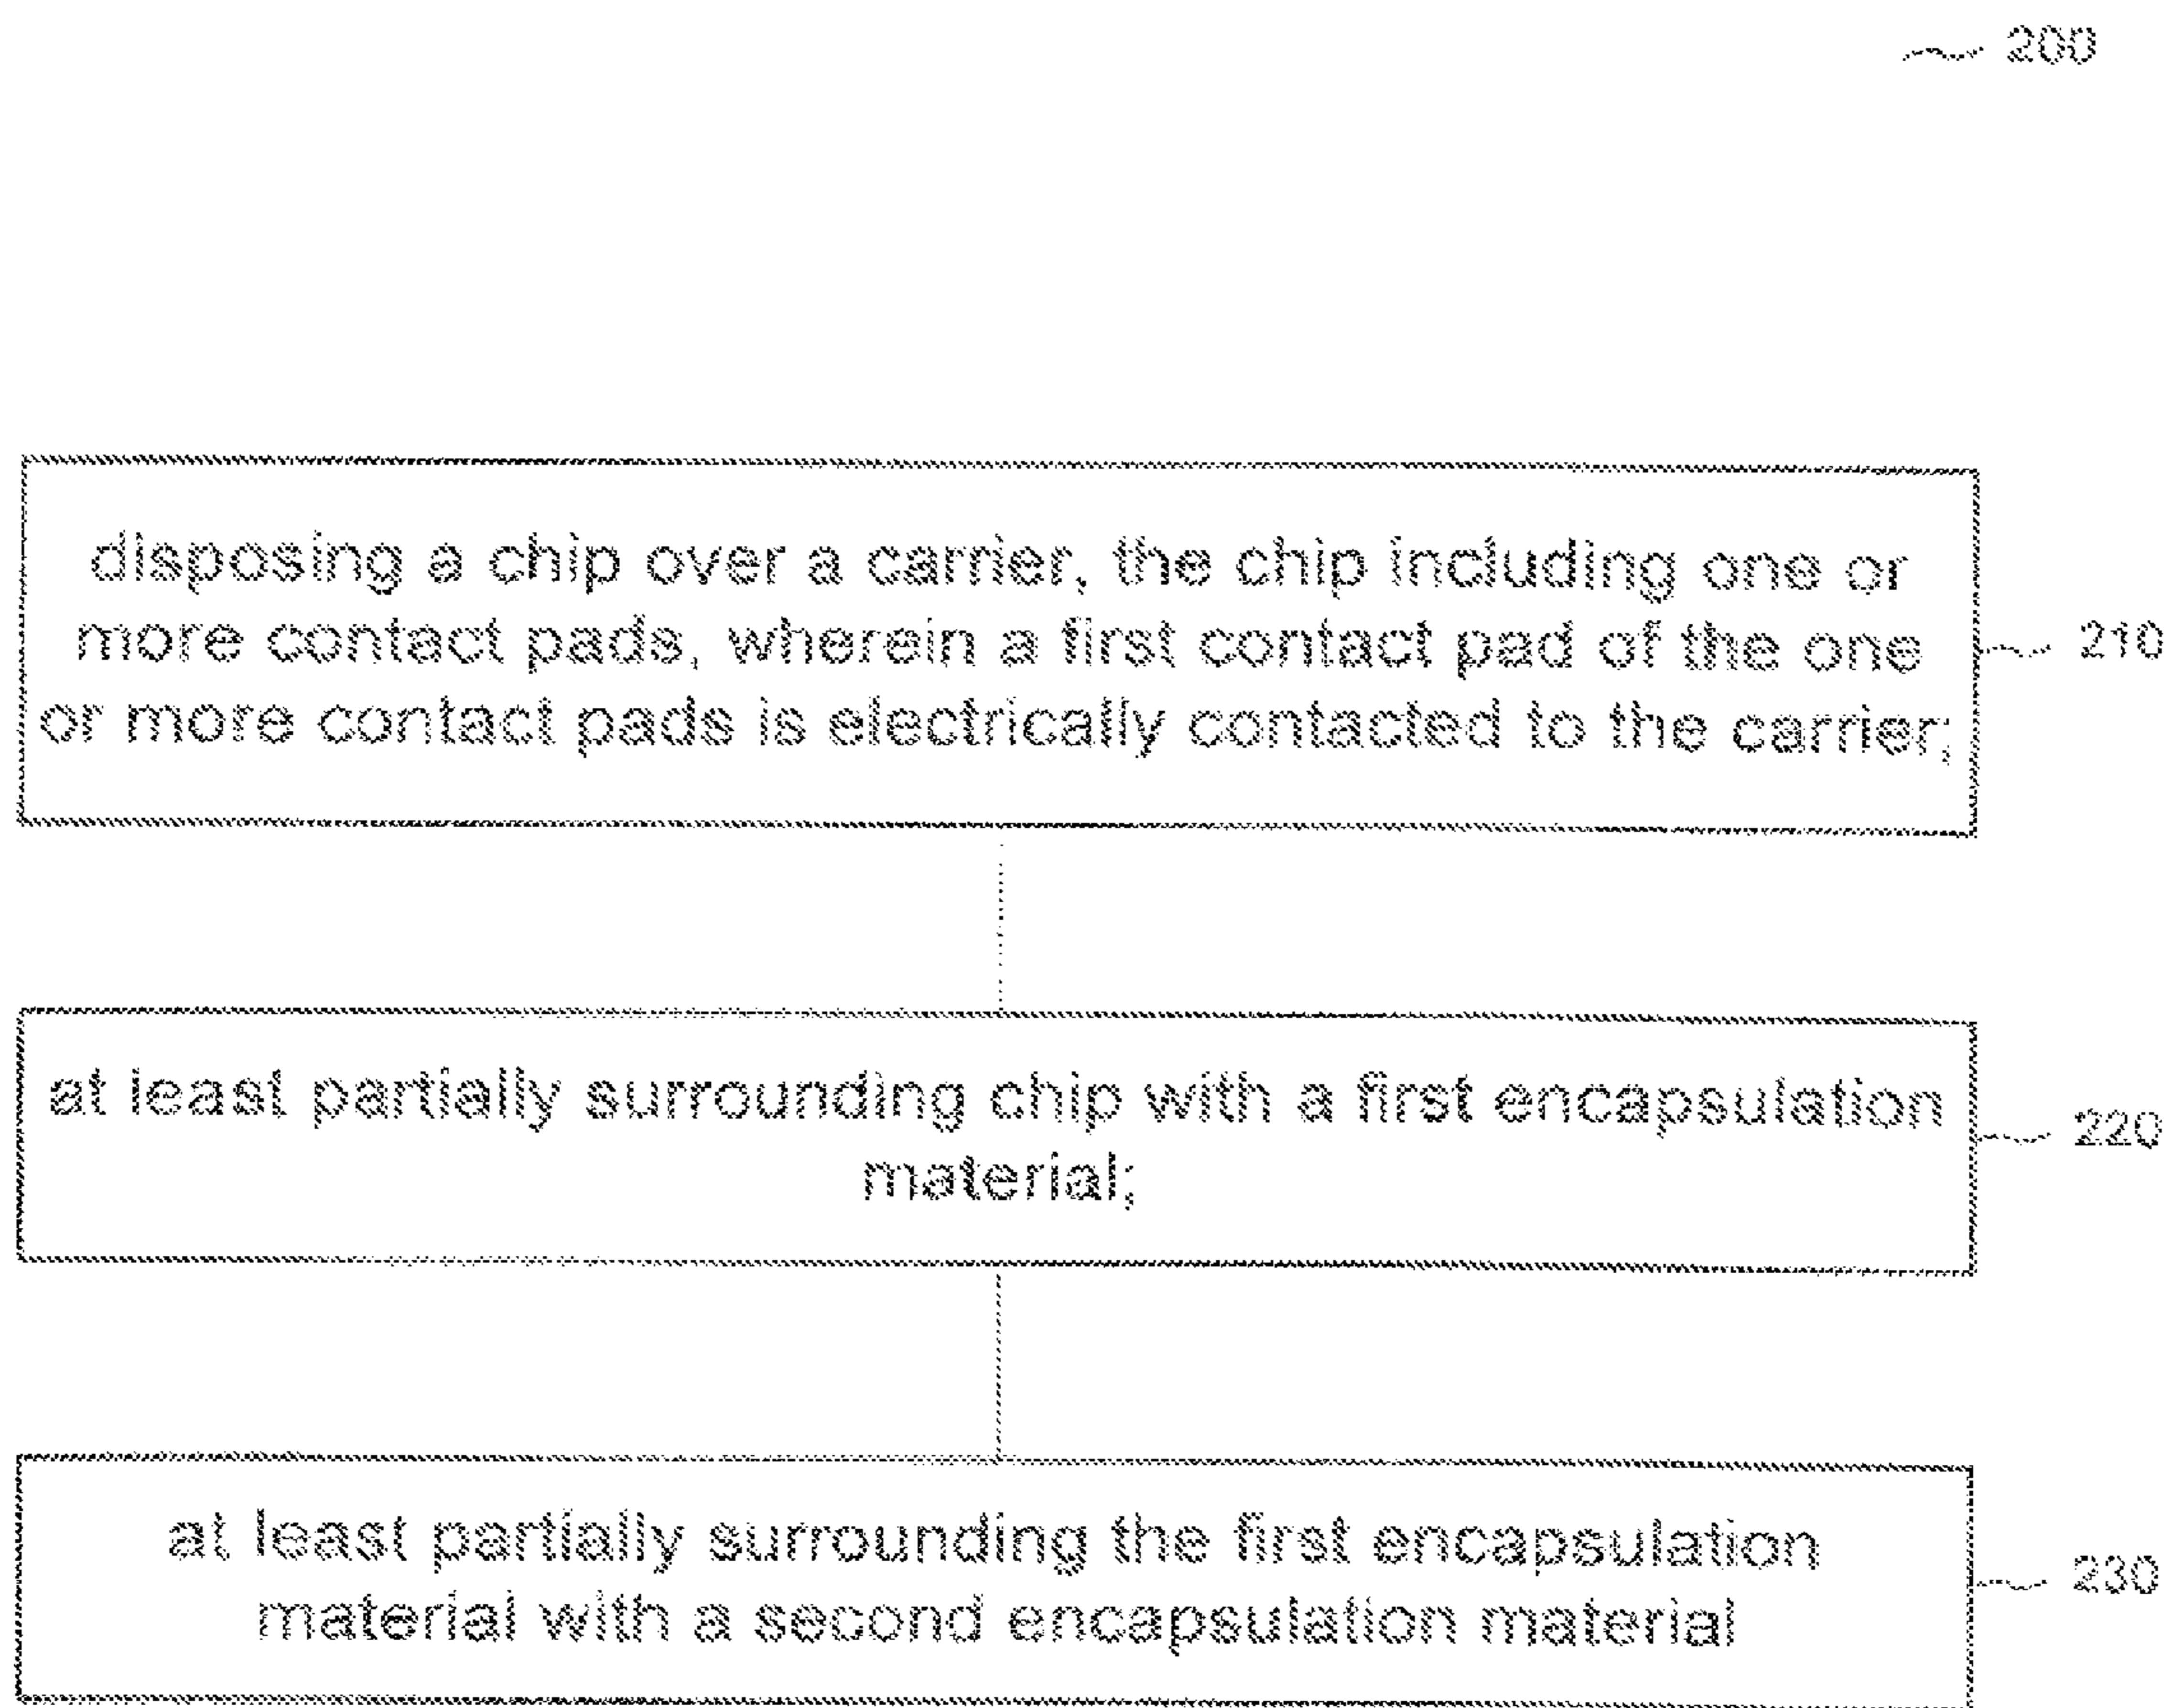 200
disposing a chip over a carrier, the chip including one or
more contact pads, wherein a first contact pad of the one
or more contact pads is electrically contacted to the carrier;
210
at least partially surrounding chip with a first encapsulation
material;
220
at least partially surrounding the first encapsulation
material with a second encapsulation material
230